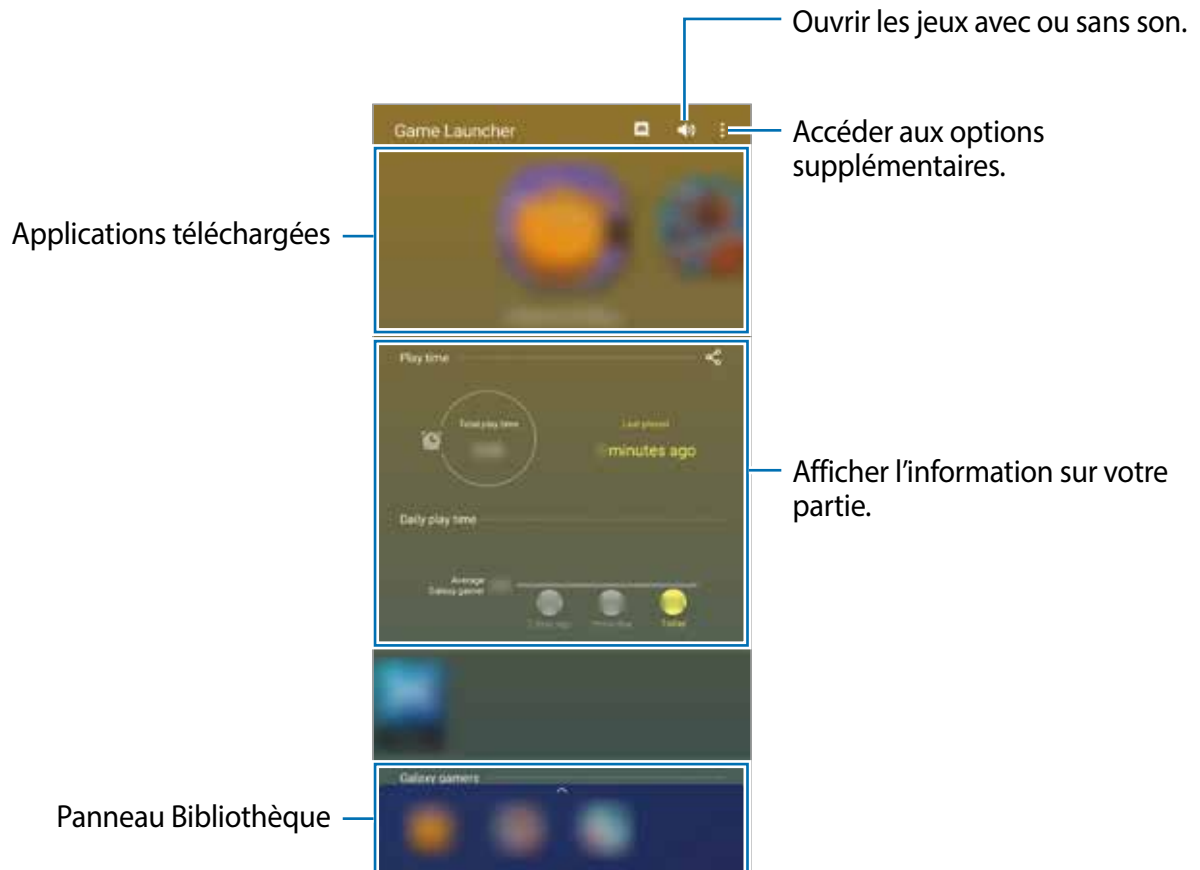 Ouvrir les jeux avec ou sans son.
Game Launcher
Accéder aux options
supplémentaires.
Applications téléchargées
Play time
Total play time
Last played
minutes ago
Afficher l’information sur votre
partie.
Daily play time
Average
Galaxy gamer
Today
Galaxy gamers
Panneau Bibliothèque